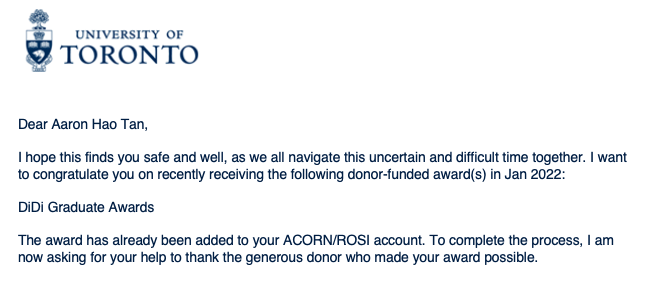 UNIVERSITY OF
TORONTO
Dear Aaron Hao Tan,
I hope this finds you safe and well, as we all navigate this uncertain and difficult time together. I want
to congratulate you on recently receiving the following donor-funded award(s) in Jan 2022:
DiDi Graduate Awards
The award has already been added to your ACORN/ROSI account. To complete the process, I am
now asking for your help to thank the generous donor who made your award possible.